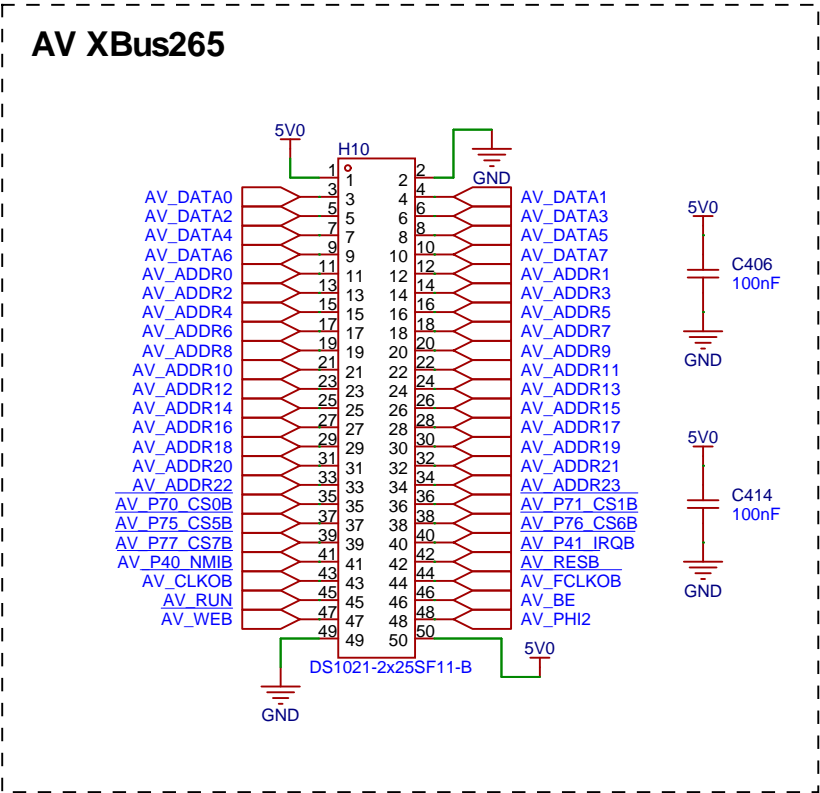 AV XBus265
5V0
H10
GND
1 1 2 2
AV_DATA0 3 3 4 4 AV_DATA1
AV_DATA2 5 5 6 6 AV_DATA3
AV_DATA4 7 7 8 8 AV_DATA5
AV_DATA6 9 9 10 10 AV_DATA7
AV_ADDR0 11 11 12 12 AV_ADDR1
AV_ADDR2 13 13 14 14 AV_ADDR3
AV_ADDR4 15 15 16 16 AV_ADDR5
AV_ADDR6 17 17 18 18 AV_ADDR7
AV_ADDR8 19 19 20 20 AV_ADDR9
AV_ADDR10 21 21 22 22 AV_ADDR11
AV_ADDR12 23 23 24 24 AV_ADDR13
AV_ADDR14 25 25 26 26 AV_ADDR15
AV_ADDR16 27 27 28 28 AV_ADDR17
AV_ADDR18 29 29 30 30 AV_ADDR19
AV_ADDR20 31 31 32 32 AV_ADDR21
AV_ADDR22 33 33 34 34 AV_ADDR23
AV_P70_CS0B 35 35 36 36 AV_P71_CS1B
AV_P75_CS5B 37 37 38 38 AV_P76_CS6B
AV_P77_CS7B 39 39 40 40 AV_P41_IRQB
AV_P40_NMIB 41 41 42 42 AV_RESB
AV_CLKOB 43 43 44 44 AV_FCLKOB
AV_RUN 45 45 46 46 AV_BE
AV_WEB 47 47 48 48 AV_PHI2
49 49 50 50
DS1021-2x25SF11-B
5V0
GND
5V0
C406
100nF
GND
5V0
C414
100nF
GND